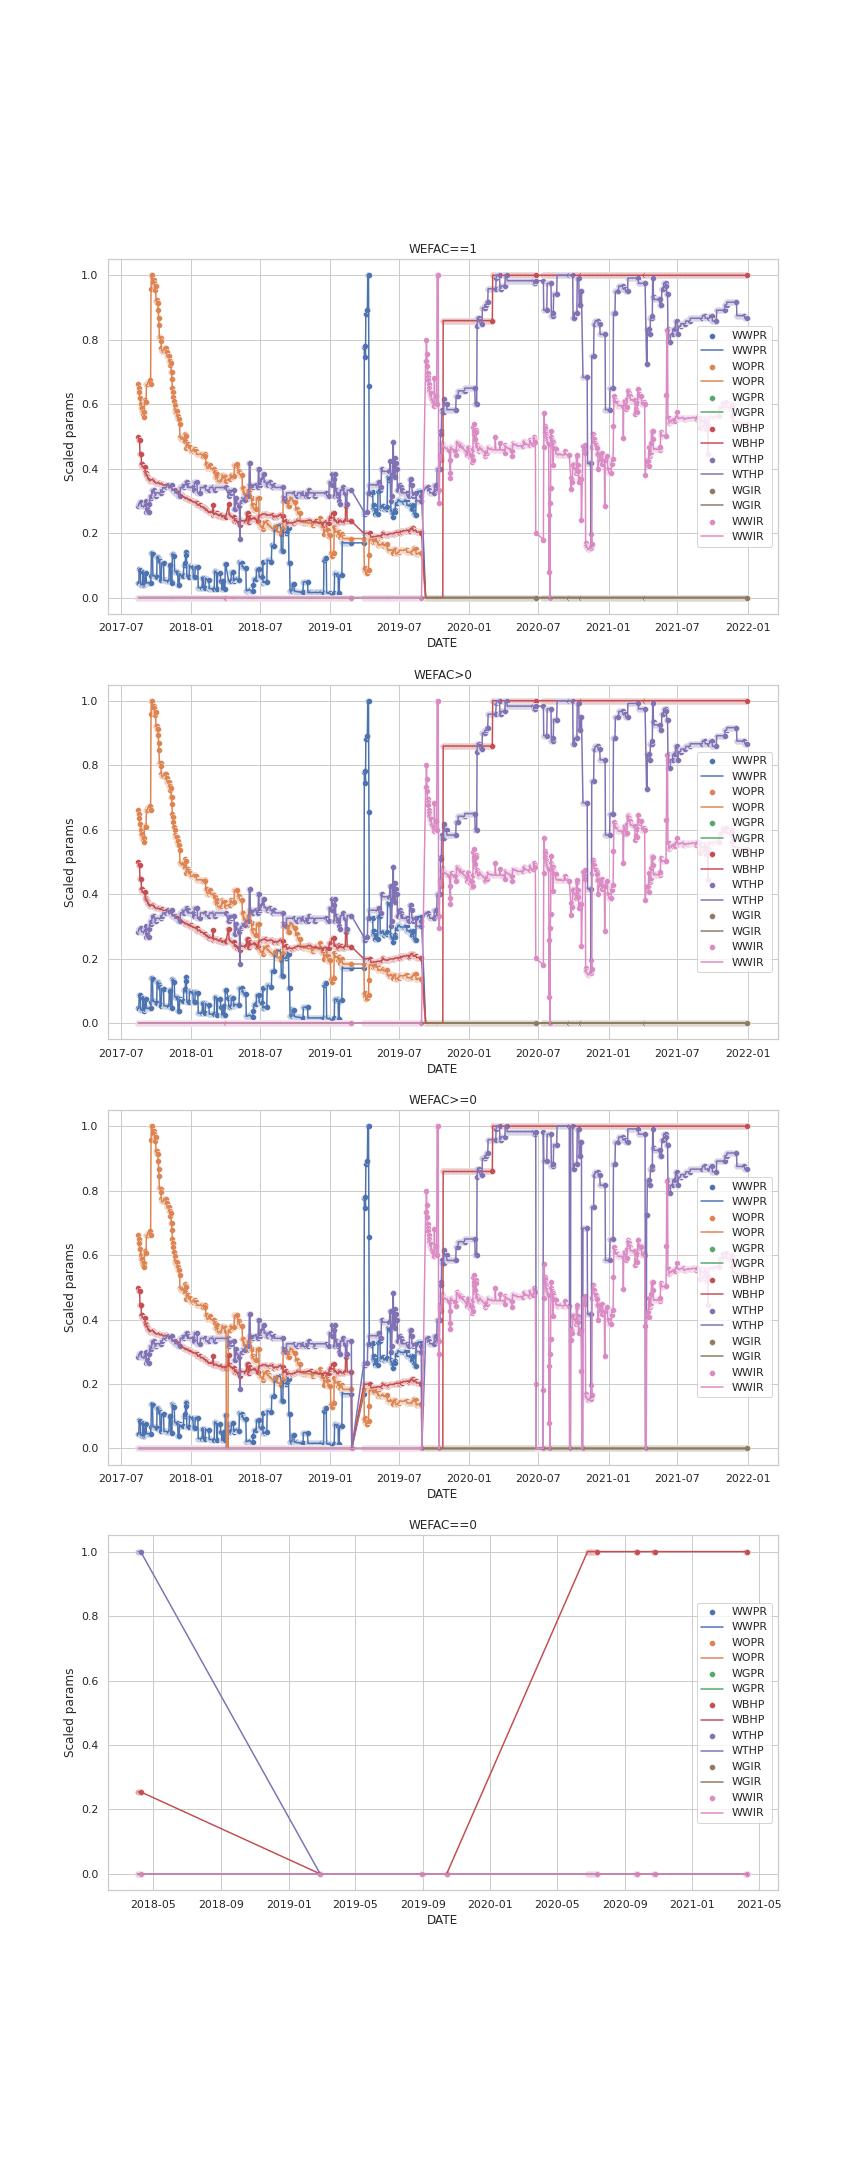 WEFAC==1
1.0
0.8
0.6
0.4
0.2
0.0
Scaled params
WWPR
WWPR
WOPR
WOPR
WGPR
WGPR
WBHP
WBHP
WTHP
WTHP
WGIR
WGIR
WWIR
WWIR
2017-07 2018-01 2018-07 2019-01 2019-07 2020-01 2020-07 2021-01 2021-07 2022-01
DATE
WEFAC>0
1.0
0.8
0.6
0.4
0.2
0.0
Scaled params
WWPR
WWPR
WOPR
WOPR
WGPR
WGPR
WBHP
WBHP
WTHP
WTHP
WGIR
WGIR
WWIR
WWIR
2017-07 2018-01 2018-07 2019-01 2019-07 2020-01 2020-07 2021-01 2021-07 2022-01
DATE
WEFAC>=0
1.0
0.8
0.6
0.4
0.2
0.0
Scaled params
WWPR
WWPR
WOPR
WOPR
WGPR
WGPR
WBHP
WBHP
WTHP
WTHP
WGIR
WGIR
WWIR
WWIR
2017-07 2018-01 2018-07 2019-01 2019-07 2020-01 2020-07 2021-01 2021-07 2022-01
DATE
WEFAC==0
1.0
0.8
0.6
0.4
0.2
0.0
Scaled params
WWPR
WWPR
WOPR
WOPR
WGPR
WGPR
WBHP
WBHP
WTHP
WTHP
WGIR
WGIR
WWIR
WWIR
2018-05 2018-09 2019-01 2019-05 2019-09 2020-01 2020-05 2020-09 2021-01 2021-05
DATE